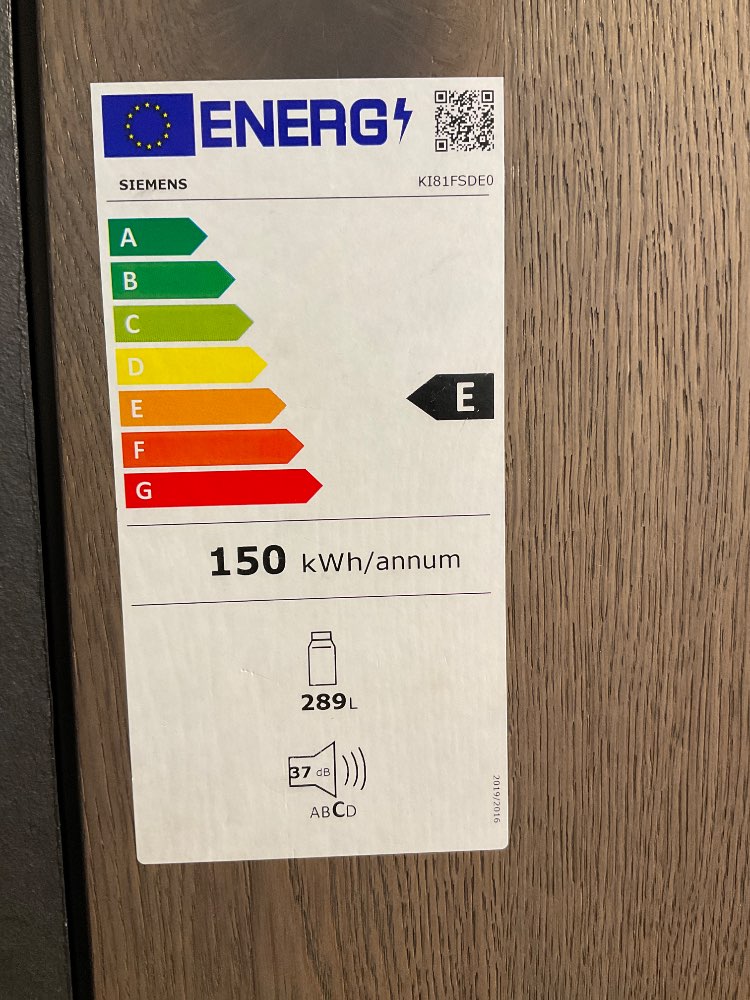 ENERG
SIEMENS KI81FSDE0
A
B
C
D
E
E
F
G
150 kWh/annum
289L
37 dB
ABCD
2019/2016